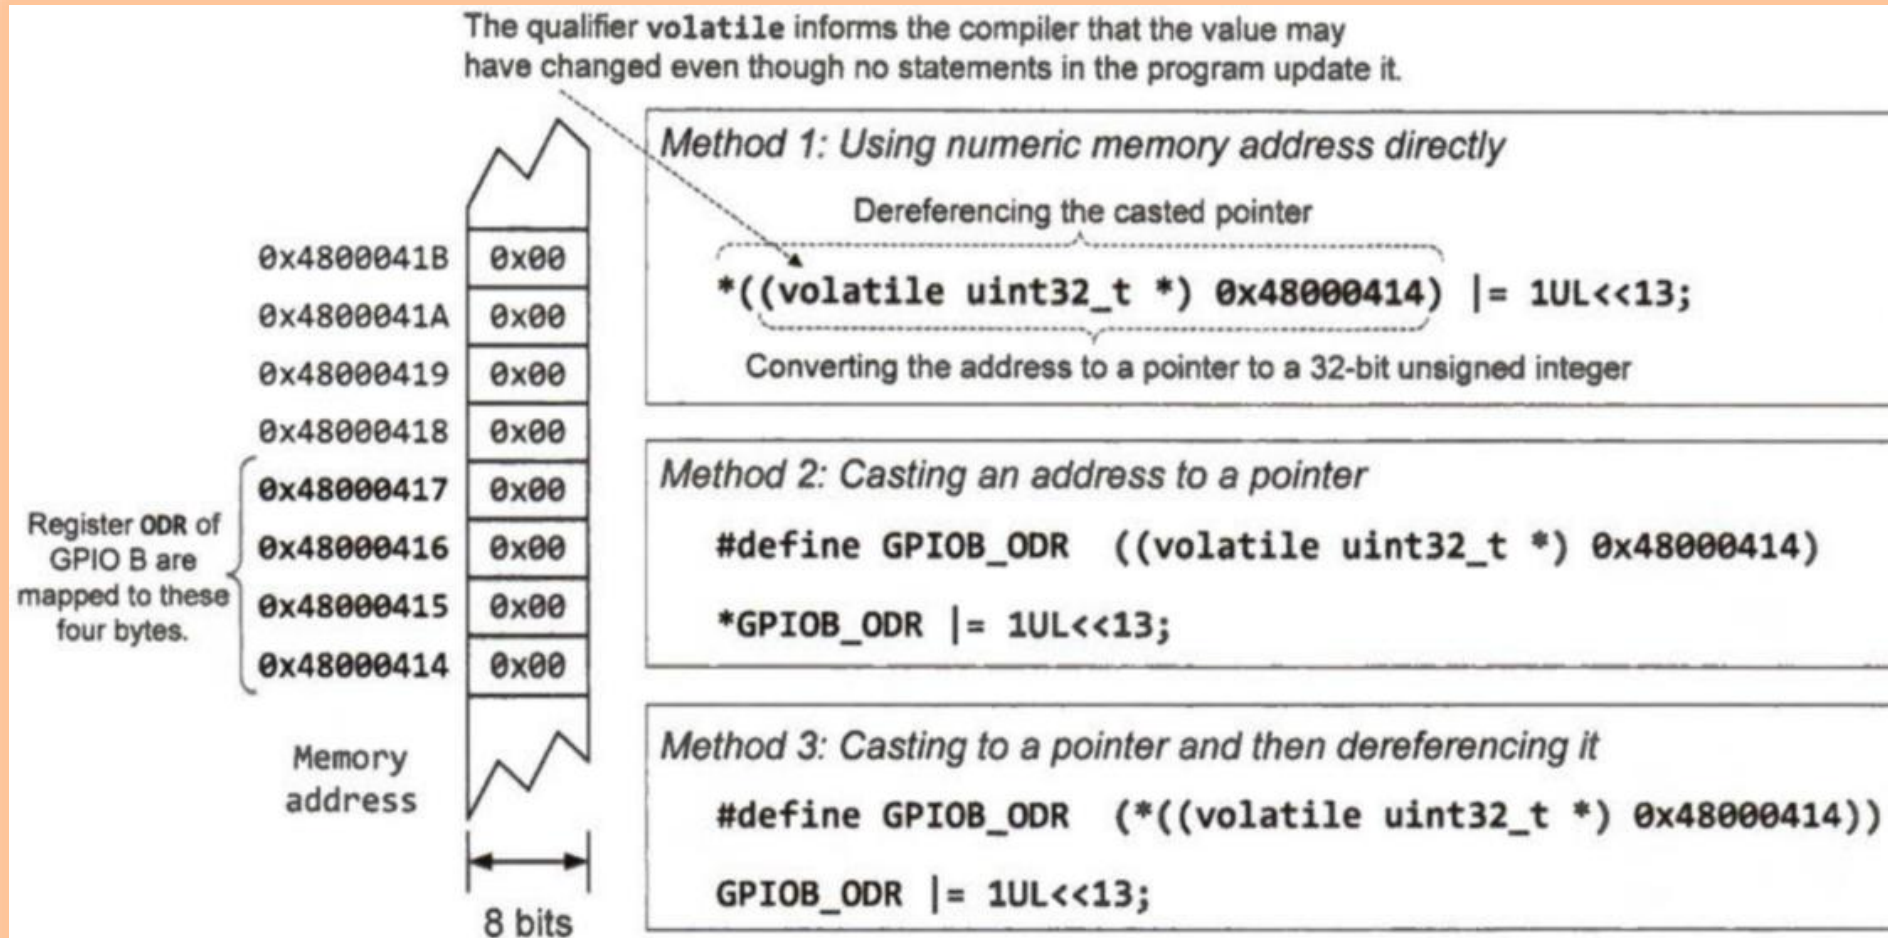 The qualifier volatile informs the compiler that the value may
have changed even though no statements in the program update it.
0x4800041B 0x00
0x4800041A 0x00
0x48000419 0x00
0x48000418 0x00
0x48000417 0x00
0x48000416 0x00
0x48000415 0x00
0x48000414 0x00
Register ODR of
GPIO B are
mapped to these
four bytes.
Memory
address
8 bits
Method 1: Using numeric memory address directly
Dereferencing the casted pointer
*((volatile uint32_t *) 0x48000414) |= 1UL<<13;
Converting the address to a pointer to a 32-bit unsigned integer
Method 2: Casting an address to a pointer
#define GPIOB_ODR ((volatile uint32_t *) 0x48000414)
*GPIOB_ODR |= 1UL<<13;
Method 3: Casting to a pointer and then dereferencing it
#define GPIOB_ODR (*((volatile uint32_t *) 0x48000414))
GPIOB_ODR |= 1UL<<13;